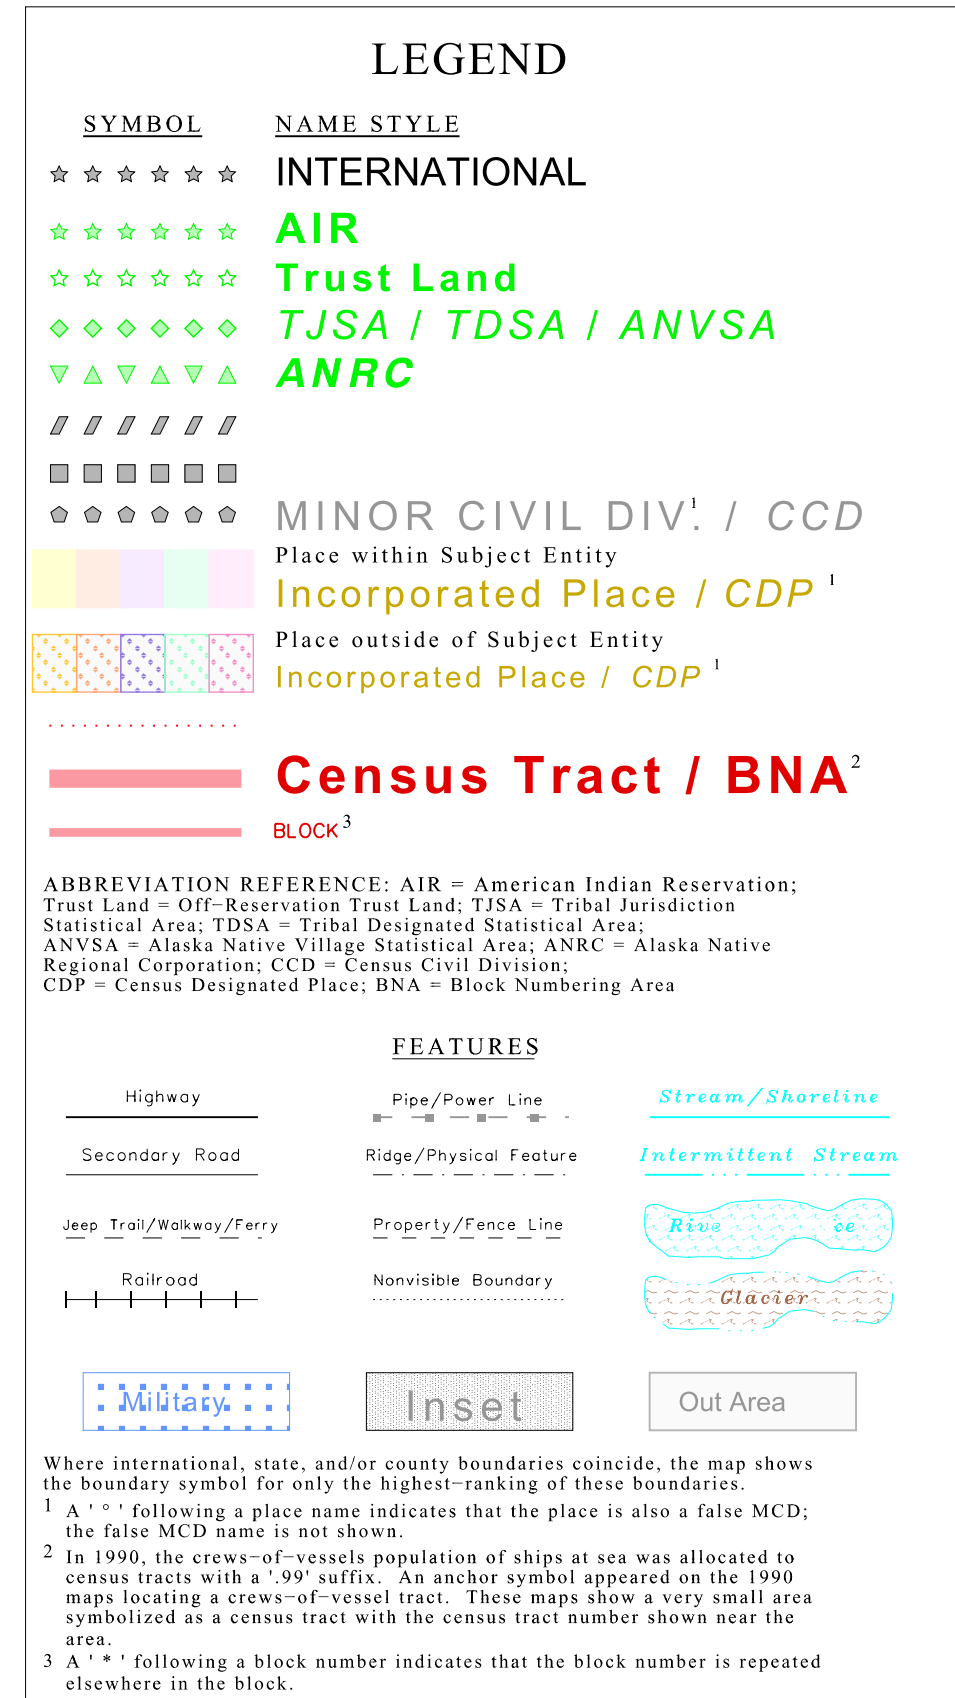 LEGEND
SYMBOL NAME STYLE
INTERNATIONAL
AIR
Trust Land
TJSA / TDSA / ANVSA
ANRC
MINOR CIVIL DIV.¹ / CCD
Place within Subject Entity
Incorporated Place / CDP ¹
Place outside of Subject Entity
Incorporated Place / CDP ¹
Census Tract / BNA²
BLOCK³
ABBREVIATION REFERENCE: AIR = American Indian Reservation;
Trust Land = Off−Reservation Trust Land; TJSA = Tribal Jurisdiction
Statistical Area; TDSA = Tribal Designated Statistical Area;
ANVSA = Alaska Native Village Statistical Area; ANRC = Alaska Native
Regional Corporation; CCD = Census Civil Division;
CDP = Census Designated Place; BNA = Block Numbering Area
FEATURES
Highway
Pipe/Power Line
Stream/Shoreline
Secondary Road
Ridge/Physical Feature
Intermittent Stream
Jeep Trail/Walkway/Ferry
Property/Fence Line
Railroad
Nonvisible Boundary
Glacier
Military
Inset
Out Area
Where international, state, and/or county boundaries coincide, the map shows
the boundary symbol for only the highest−ranking of these boundaries.
1 A ' ° ' following a place name indicates that the place is also a false MCD;
the false MCD name is not shown.
2 In 1990, the crews−of−vessels population of ships at sea was allocated to
census tracts with a '.99' suffix. An anchor symbol appeared on the 1990
maps locating a crews−of−vessel tract. These maps show a very small area
symbolized as a census tract with the census tract number shown near the
area.
3 A ' * ' following a block number indicates that the block number is repeated
elsewhere in the block.